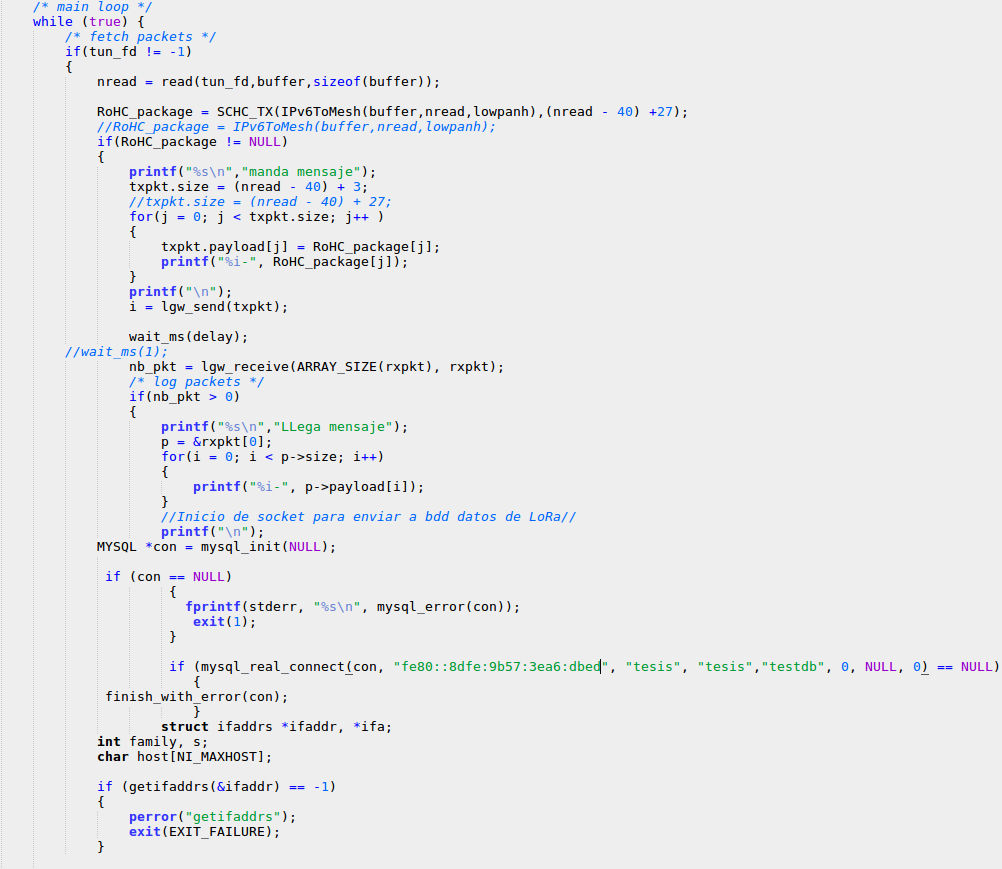 /* main loop */
while (true) {
/* fetch packets */
if(tun_fd != -1)
{
nread = read(tun_fd,buffer,sizeof(buffer));
RoHC_package = SCHC_TX(IPv6ToMesh(buffer,nread,lowpanh),(nread - 40) +27);
//RoHC_package = IPv6ToMesh(buffer,nread,lowpanh);
if(RoHC_package != NULL)
{
printf("%s\n","manda mensaje");
txpkt.size = (nread - 40) + 3;
//txpkt.size = (nread - 40) + 27;
for(j = 0; j < txpkt.size; j++ )
{
txpkt.payload[j] = RoHC_package[j];
printf("%i-", RoHC_package[j]);
}
printf("\n");
i = lgw_send(txpkt);
wait_ms(delay);
//wait_ms(1);
nb_pkt = lgw_receive(ARRAY_SIZE(rxpkt), rxpkt);
/* log packets */
if(nb_pkt > 0)
{
printf("%s\n","LLega mensaje");
p = &rxpkt[0];
for(i = 0; i < p->size; i++)
{
printf("%i-", p->payload[i]);
}
//Inicio de socket para enviar a bdd datos de LoRa//
printf("\n");
MYSQL *con = mysql_init(NULL);
if (con == NULL)
{
fprintf(stderr, "%s\n", mysql_error(con));
exit(1);
}
if (mysql_real_connect(con, "fe80::8dfe:9b57:3ea6:dbed", "tesis", "tesis","testdb", 0, NULL, 0) == NULL)
{
finish_with_error(con);
}
struct ifaddrs *ifaddr, *ifa;
int family, s;
char host[NI_MAXHOST];
if (getifaddrs(&ifaddr) == -1)
{
perror("getifaddrs");
exit(EXIT_FAILURE);
}